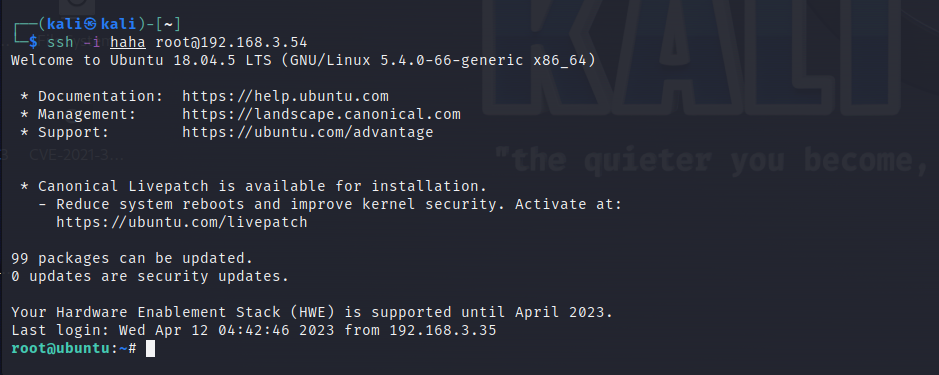 ┌──(kali㉿kali)-[~]
└─$ ssh -i haha root@192.168.3.54
Welcome to Ubuntu 18.04.5 LTS (GNU/Linux 5.4.0-66-generic x86_64)
* Documentation:  https://help.ubuntu.com
* Management:     https://landscape.canonical.com
* Support:        https://ubuntu.com/advantage
CVE-2021-3...
KALI
"the quieter you become,
* Canonical Livepatch is available for installation.
- Reduce system reboots and improve kernel security. Activate at:
https://ubuntu.com/livepatch
99 packages can be updated.
0 updates are security updates.
Your Hardware Enablement Stack (HWE) is supported until April 2023.
Last login: Wed Apr 12 04:42:46 2023 from 192.168.3.35
root@ubuntu:~#